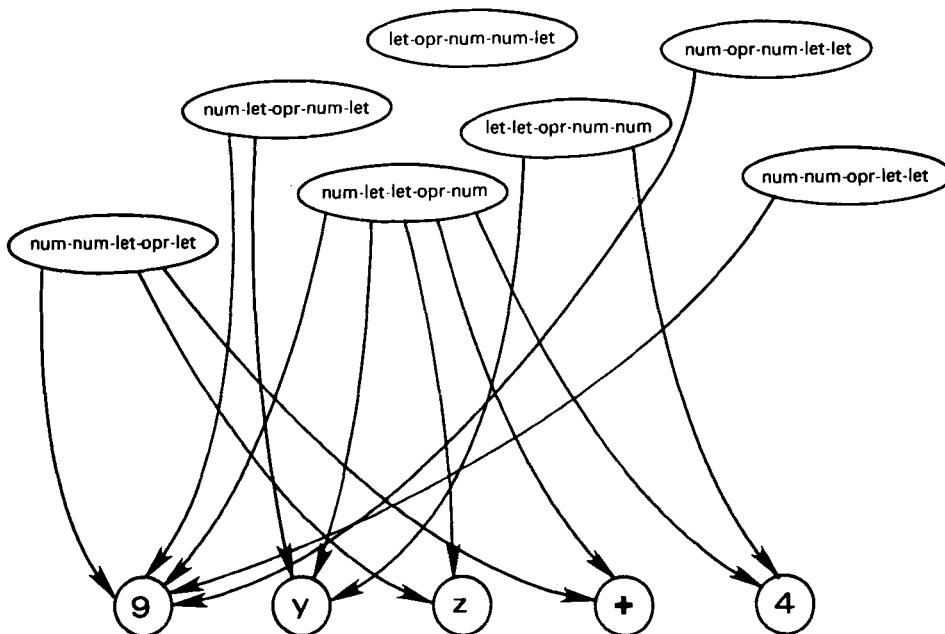 let-opr-num-num-let
num-opr-num-let-let
num-let-opr-num-let
let-let-opr-num-num
num-num-opr-let-let
num-let-let-opr-num
num-num-let-opr-let
9 y z + 4